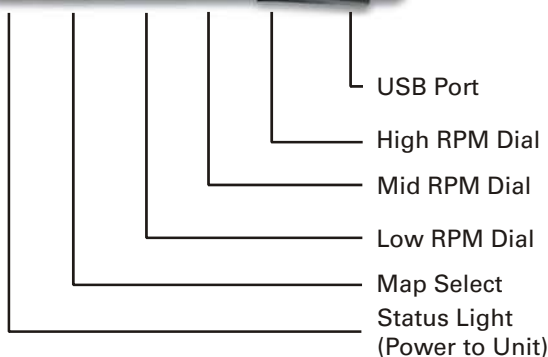 USB Port
High RPM Dial
Mid RPM Dial
Low RPM Dial
Map Select
Status Light
(Power to Unit)